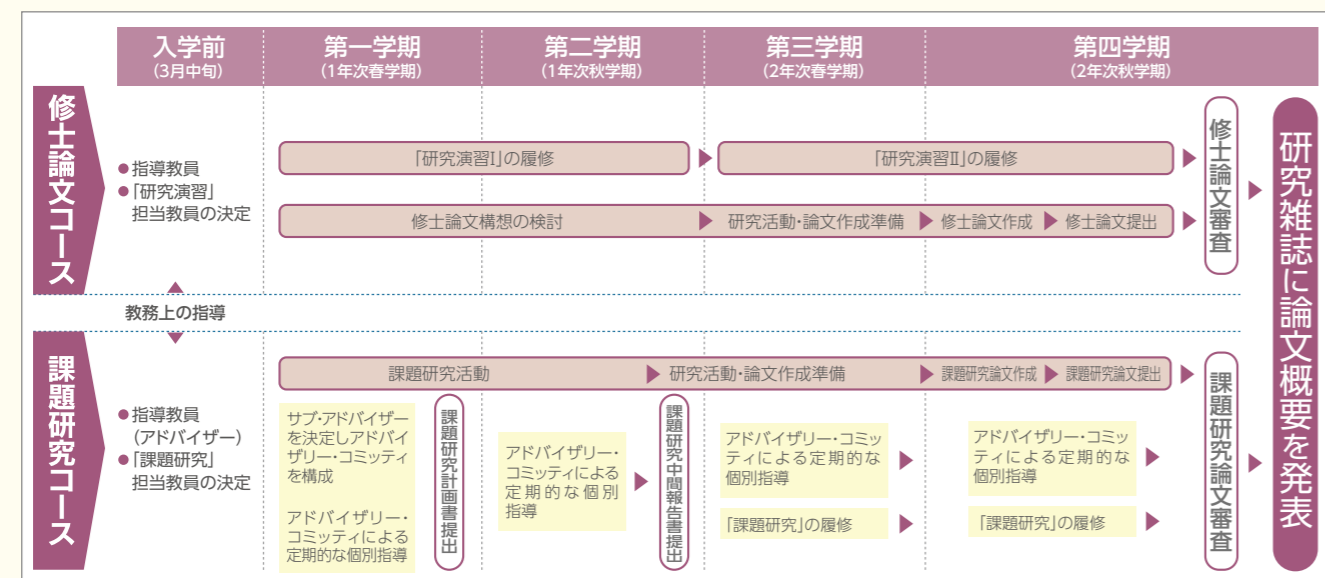 入学前
(3月中旬)
第一学期
(1年次春学期)
第二学期
(1年次秋学期)
第三学期
(2年次春学期)
第四学期
(2年次秋学期)
修士論文コース
●指導教員
●「研究演習」
担当教員の決定
「研究演習I」の履修
「研究演習II」の履修
修士論文構想の検討
研究活動・論文作成準備
修士論文作成
修士論文提出
修士論文審査
教務上の指導
課題研究コース
●指導教員
(アドバイザー)
●「課題研究」
担当教員の決定
課題研究活動
研究活動・論文作成準備
課題研究論文作成
課題研究論文提出
サブ・アドバイザー
を決定しアドバイ
ザリー・コミッティ
を構成
アドバイザリー・
コミッティによる
定期的な個別指導
課題研究計画書提出
アドバイザリー・
コミッティによる
定期的な個別
指導
課題研究中間報告書提出
アドバイザリー・コミッ
ティによる定期的な
個別指導
「課題研究」の履修
アドバイザリー・コミッ
ティによる定期的な
個別指導
「課題研究」の履修
課題研究論文審査
研究雑誌に論文概要を発表